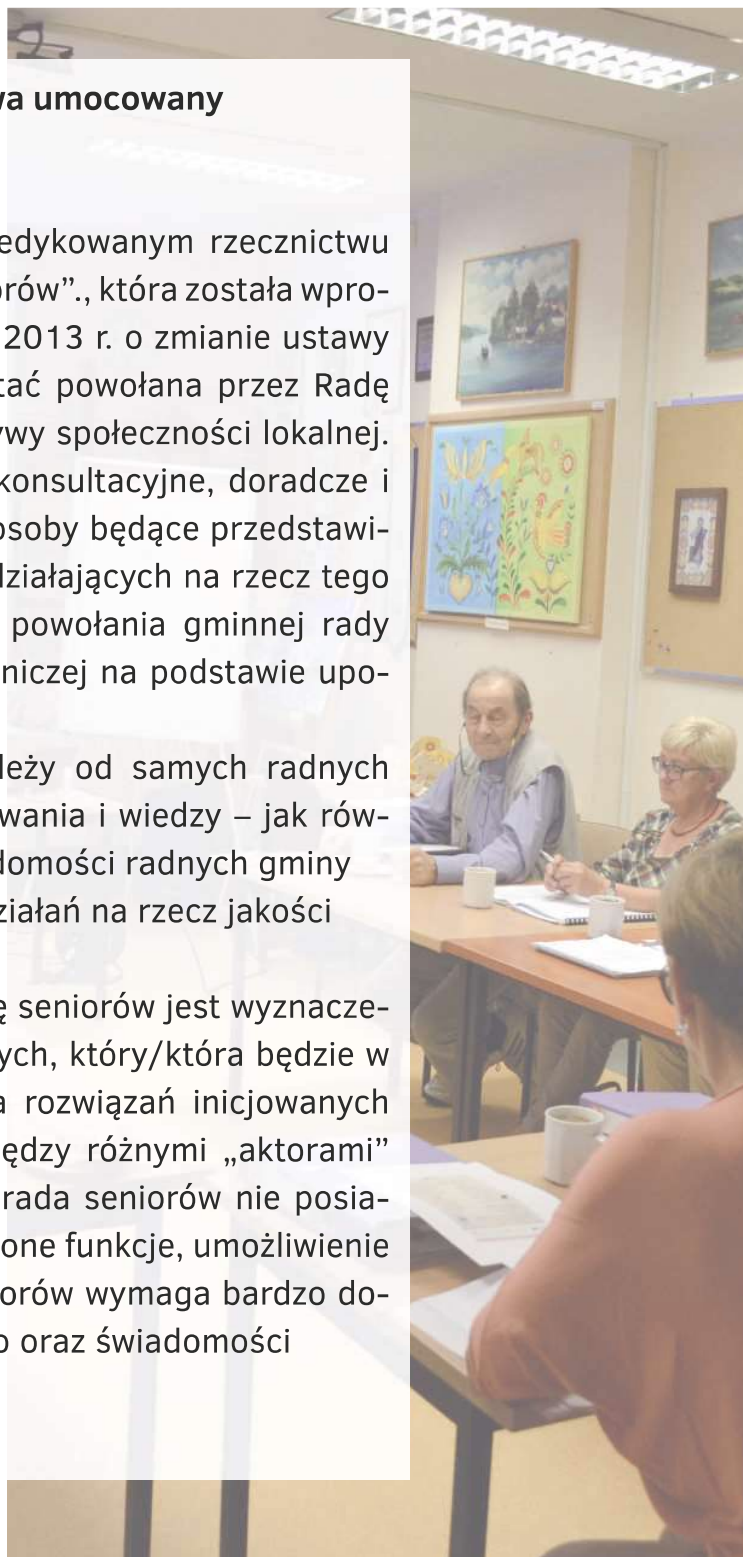 wa umocowany
edykowanym rzecznictwu
orów”., która została wpro-
2013 r. o zmianie ustawy
tać powołana przez Radę
ywy społeczności lokalnej.
konsultacyjne, doradcze i
osoby będące przedstawi-
działających na rzecz tego
powołania gminnej rady
niczej na podstawie upo-
leży od samych radnych
wania i wiedzy – jak rów-
domości radnych gminy
ziałań na rzecz jakości
ę seniorów jest wyznacze-
ych, który/która będzie w
a rozwiązań inicjowanych
ędzy różnymi „aktorami”
rada seniorów nie posia-
one funkcje, umożliwienie
orów wymaga bardzo do-
o oraz świadomości